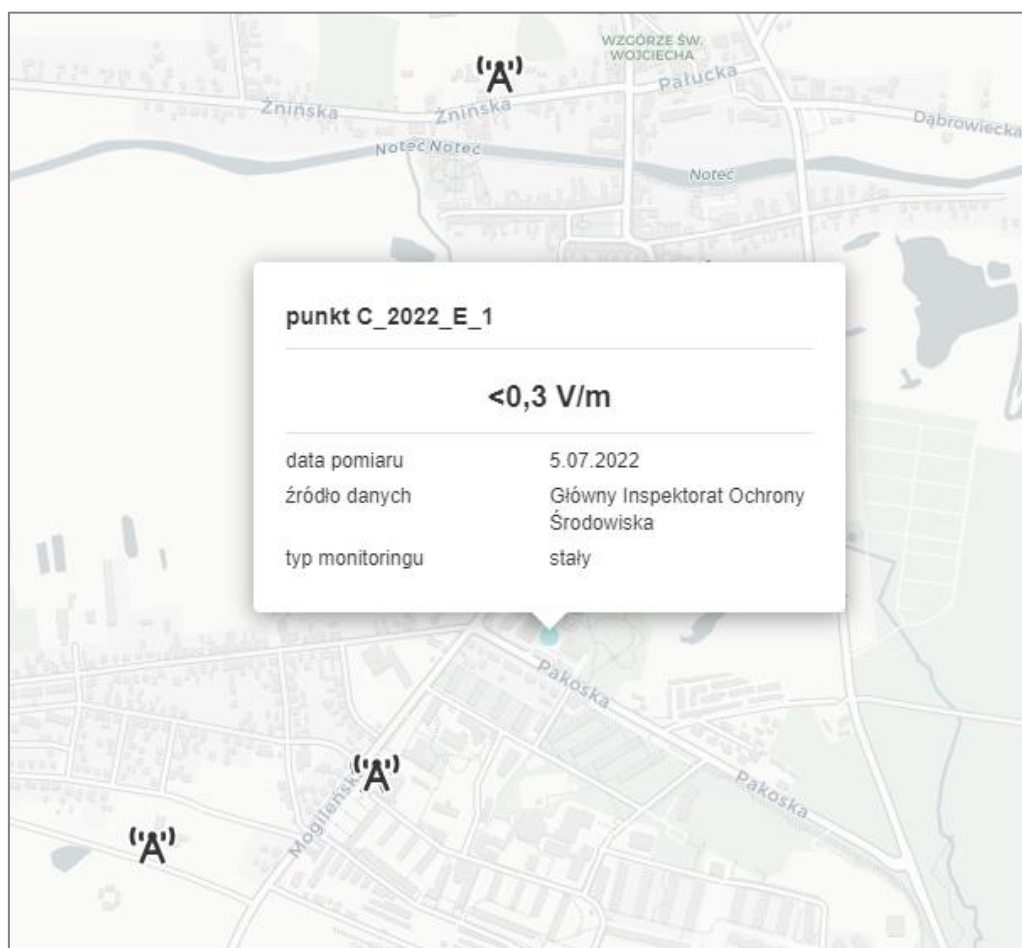 WZGÓRZE ŚW.
WOJCIECHA
Pałucka
Żnińska
Żnińska
Dąbrowiecka
Noteć Noteć
Noteć
punkt C_2022_E_1
<0,3 V/m
data pomiaru 5.07.2022
źródło danych Główny Inspektorat Ochrony
Środowiska
typ monitoringu stały
Pakoska
Pakoska
Mogileńska